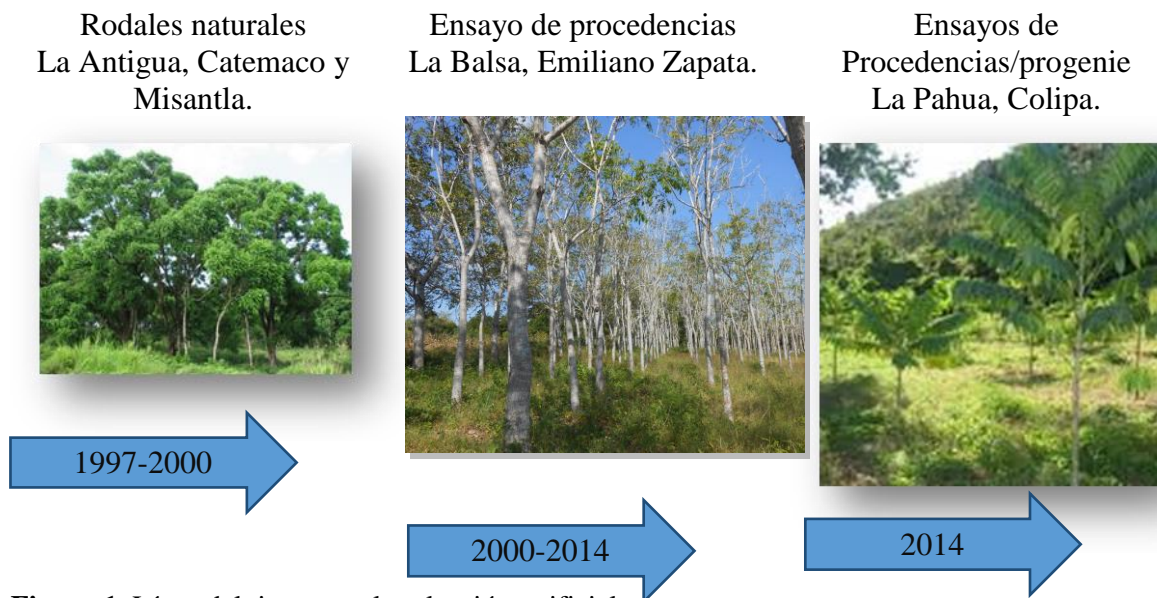 Rodales naturales
La Antigua, Catemaco y
Misantla.
Ensayo de procedencias
La Balsa, Emiliano Zapata.
Ensayos de
Procedencias/progenie
La Pahua, Colipa.
1997-2000
2000-2014
2014